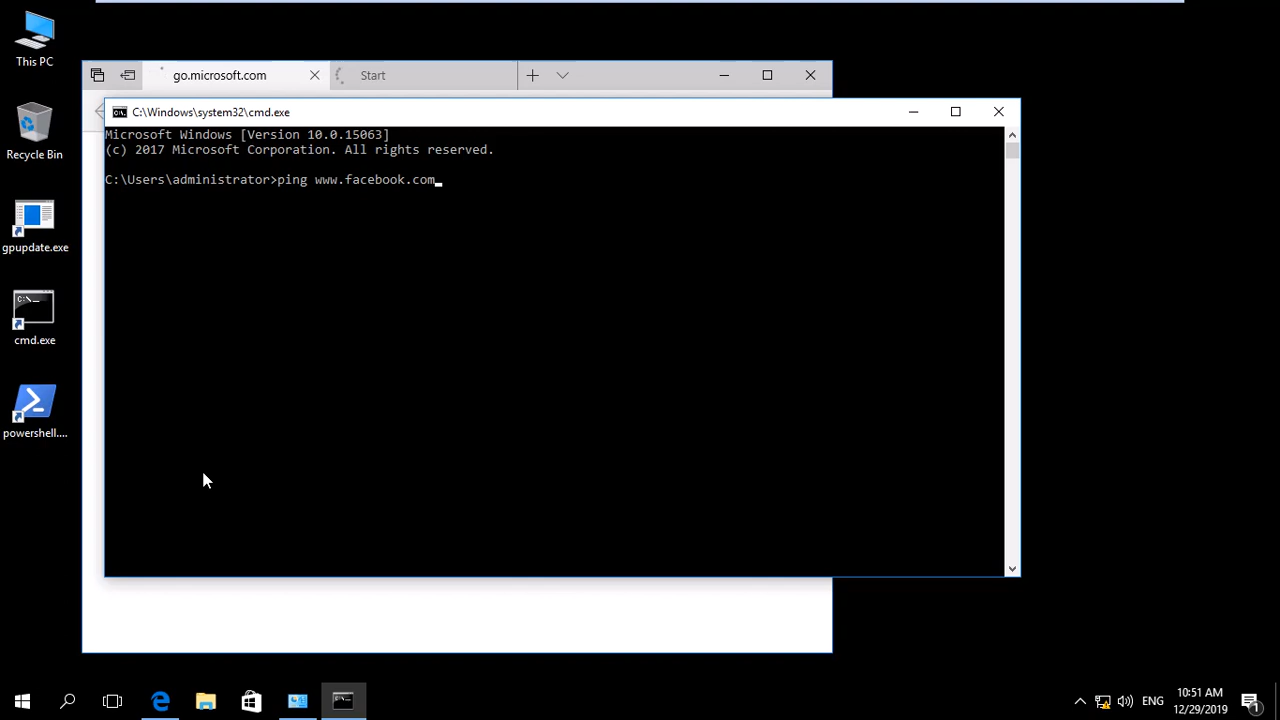 This PC
Recycle Bin
gpupdate.exe
cmd.exe
powershell....
go.microsoft.com
Start
C:\Windows\system32\cmd.exe
Microsoft Windows [Version 10.0.15063]
(c) 2017 Microsoft Corporation. All rights reserved.
C:\Users\administrator>ping www.facebook.com
ENG
10:51 AM
12/29/2019
1